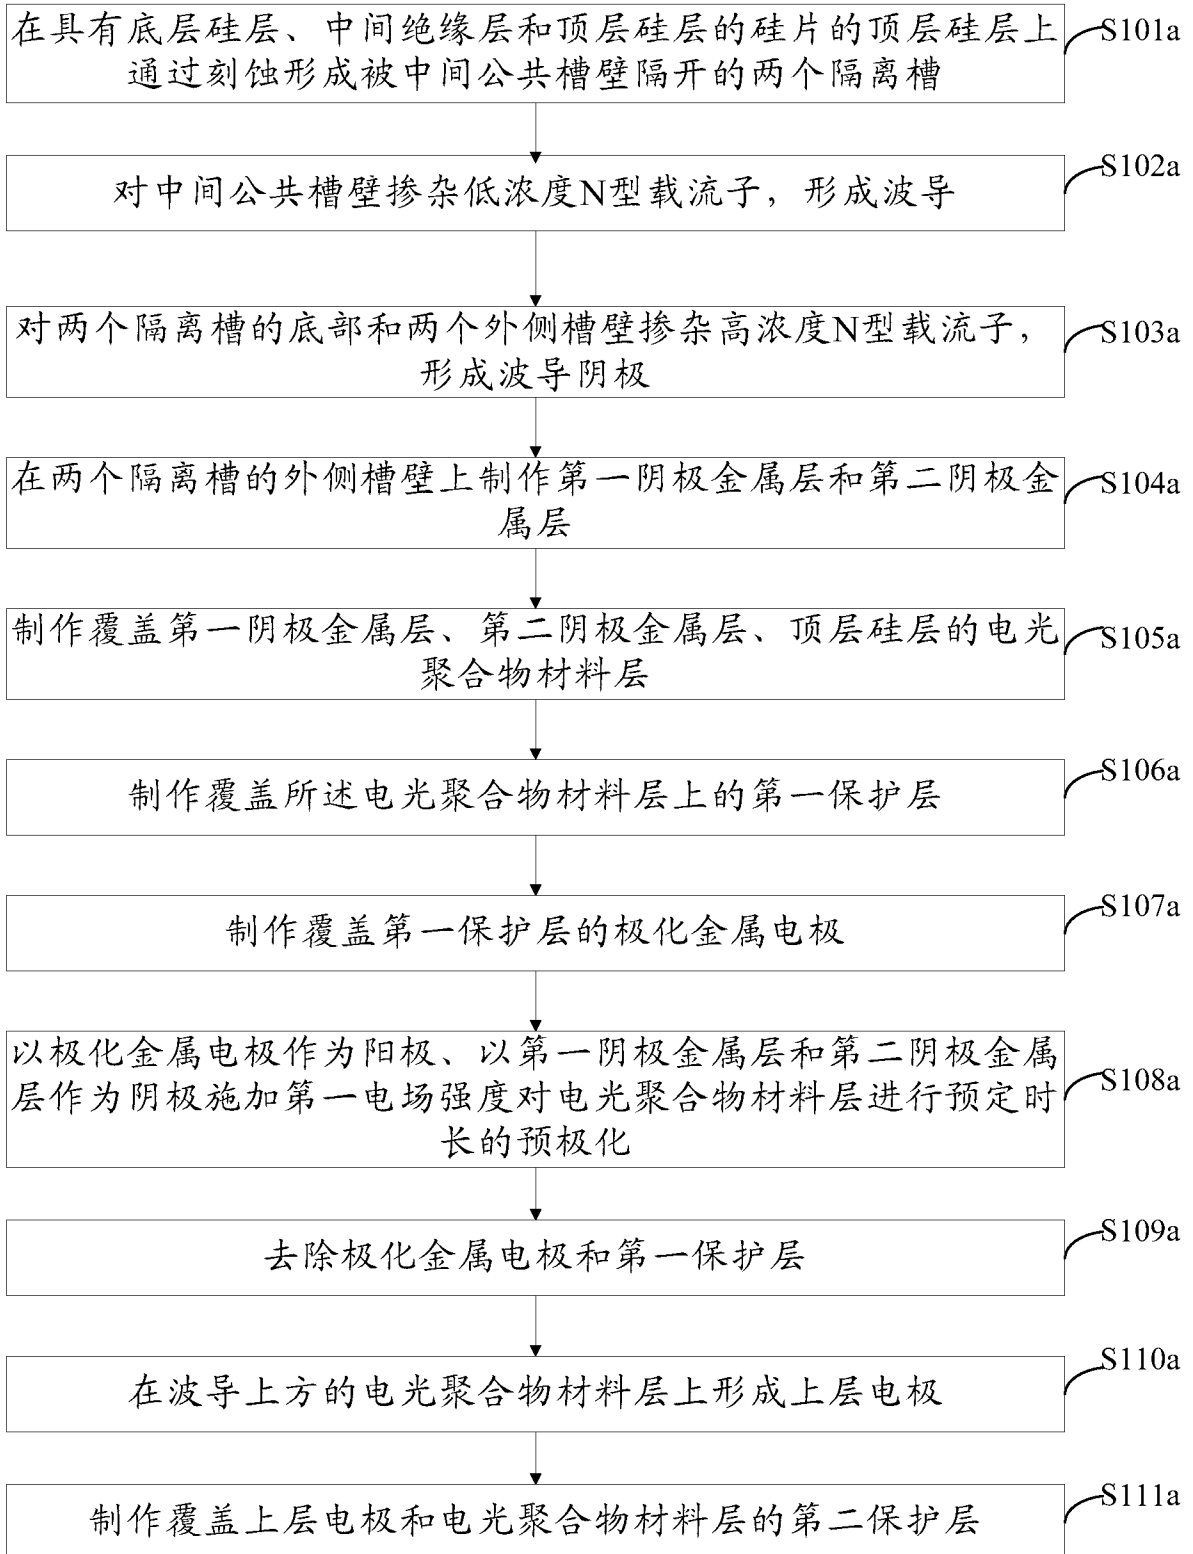 在具有底层硅层、中间绝缘层和顶层硅层的硅片的顶层硅层上
通过刻蚀形成被中间公共槽壁隔开的两个隔离槽
S101a
对中间公共槽壁掺杂低浓度N型载流子，形成波导
S102a
对两个隔离槽的底部和两个外侧槽壁掺杂高浓度N型载流子，
形成波导阴极
S103a
在两个隔离槽的外侧槽壁上制作第一阴极金属层和第二阴极金
属层
S104a
制作覆盖第一阴极金属层、第二阴极金属层、顶层硅层的电光
聚合物材料层
S105a
制作覆盖所述电光聚合物材料层上的第一保护层
S106a
制作覆盖第一保护层的极化金属电极
S107a
以极化金属电极作为阳极、以第一阴极金属层和第二阴极金属
层作为阴极施加第一电场强度对电光聚合物材料层进行预定时
长的预极化
S108a
去除极化金属电极和第一保护层
S109a
在波导上方的电光聚合物材料层上形成上层电极
S110a
制作覆盖上层电极和电光聚合物材料层的第二保护层
S111a